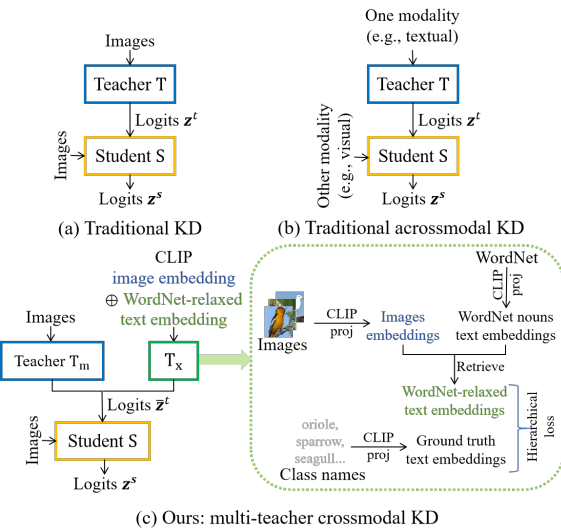 Images
Teacher T
Logits z^t
Images
Student S
Logits z^s
(a) Traditional KD
One modality
(e.g., textual)
Teacher T
Logits z^t
Other modality
(e.g., visual)
Student S
Logits z^s
(b) Traditional acrossmodal KD
CLIP
image embedding
⊕ WordNet-relaxed
text embedding
Images
Teacher T_m
T_x
Logits z̄^t
Images
Student S
Logits z^s
WordNet
CLIP
proj
Images
CLIP
proj
Images
embeddings
WordNet nouns
text embeddings
Retrieve
WordNet-relaxed
text embeddings
Hierarchical
loss
oriole,
sparrow,
seagull...
Class names
CLIP
proj
Ground truth
text embeddings
(c) Ours: multi-teacher crossmodal KD